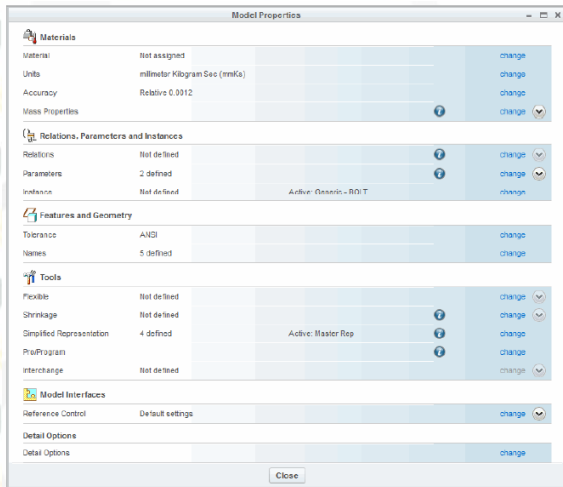 Model Properties
Materials
Material Not assigned change
Units millimeter Kilogram Sec (mmKs) change
Accuracy Relative 0.0012 change
Mass Properties change
Relations, Parameters and Instances
Relations Not defined change
Parameters 2 defined change
Instance Not defined Active: Generic - BOLT change
Features and Geometry
Tolerance ANSI change
Names 5 defined change
Tools
Flexible Not defined change
Shrinkage Not defined change
Simplified Representation 4 defined Active: Master Rep change
Pro/Program change
Interchange Not defined change
Model Interfaces
Reference Control Default settings change
Detail Options
Detail Options change
Close